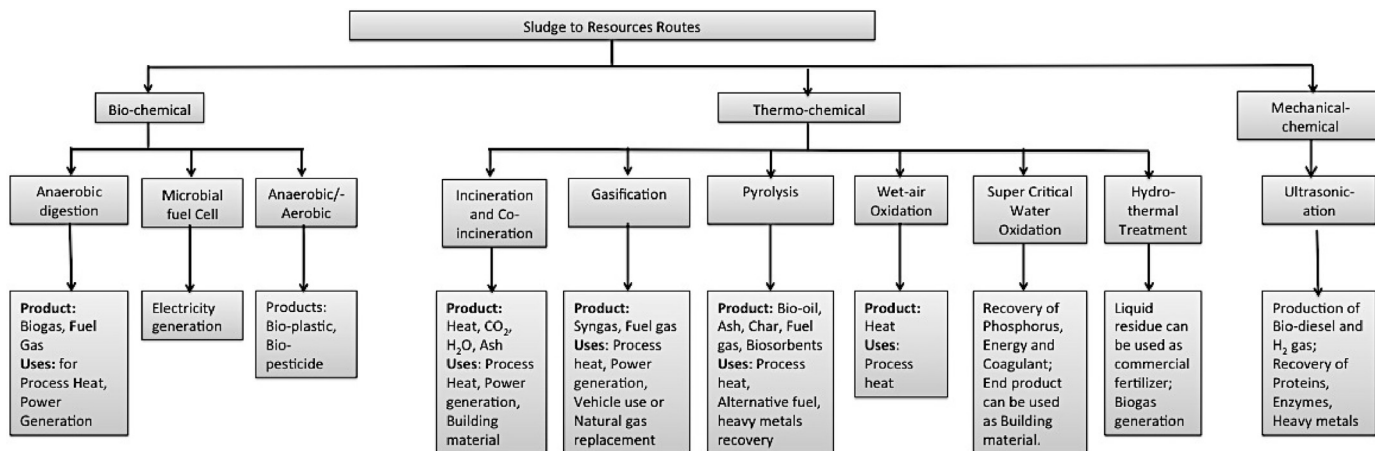 Sludge to Resources Routes
Bio-chemical
Thermo-chemical
Mechanical-
chemical
Anaerobic
digestion
Microbial
fuel Cell
Anaerobic/-
Aerobic
Incineration
and Co-
incineration
Gasification
Pyrolysis
Wet-air
Oxidation
Super Critical
Water
Oxidation
Hydro-
thermal
Treatment
Ultrasonic-
ation
Product:
Biogas, Fuel
Gas
Uses: for
Process Heat,
Power
Generation
Electricity
generation
Products:
Bio-plastic,
Bio-
pesticide
Product:
Heat, CO₂,
H₂O, Ash
Uses: Process
Heat, Power
generation,
Building
material
Product:
Syngas, Fuel gas
Uses: Process
heat, Power
generation,
Vehicle use or
Natural gas
replacement
Product: Bio-oil,
Ash, Char, Fuel
gas, Biosorbents
Uses: Process
heat,
Alternative fuel,
heavy metals
recovery
Product:
Heat
Uses:
Process
heat
Recovery of
Phosphorus,
Energy and
Coagulant;
End product
can be used
as Building
material.
Liquid
residue can
be used as
commercial
fertilizer;
Biogas
generation
Production of
Bio-diesel and
H₂ gas;
Recovery of
Proteins,
Enzymes,
Heavy metals